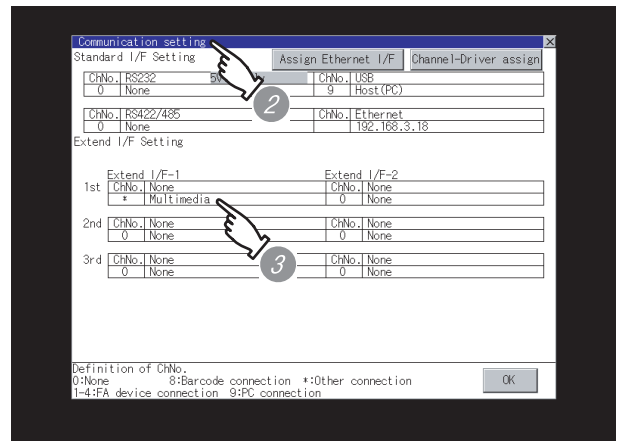 Communication setting
Standard I/F Setting Assign Ethernet I/F Channel-Driver assign
ChNo. RS232 ChNo. USB
0 None 9 Host(PC)
2
ChNo. RS422/485 ChNo. Ethernet
0 None 192.168.3.18
Extend I/F Setting
Extend I/F-1 Extend I/F-2
1st ChNo. None ChNo. None
* Multimedia 0 None
2nd ChNo. None ChNo. None
0 None 0 None
3rd ChNo. None ChNo. None
0 None 0 None
3
Definition of ChNo.
0:None 8:Barcode connection *:Other connection
1-4:FA device connection 9:PC connection
OK